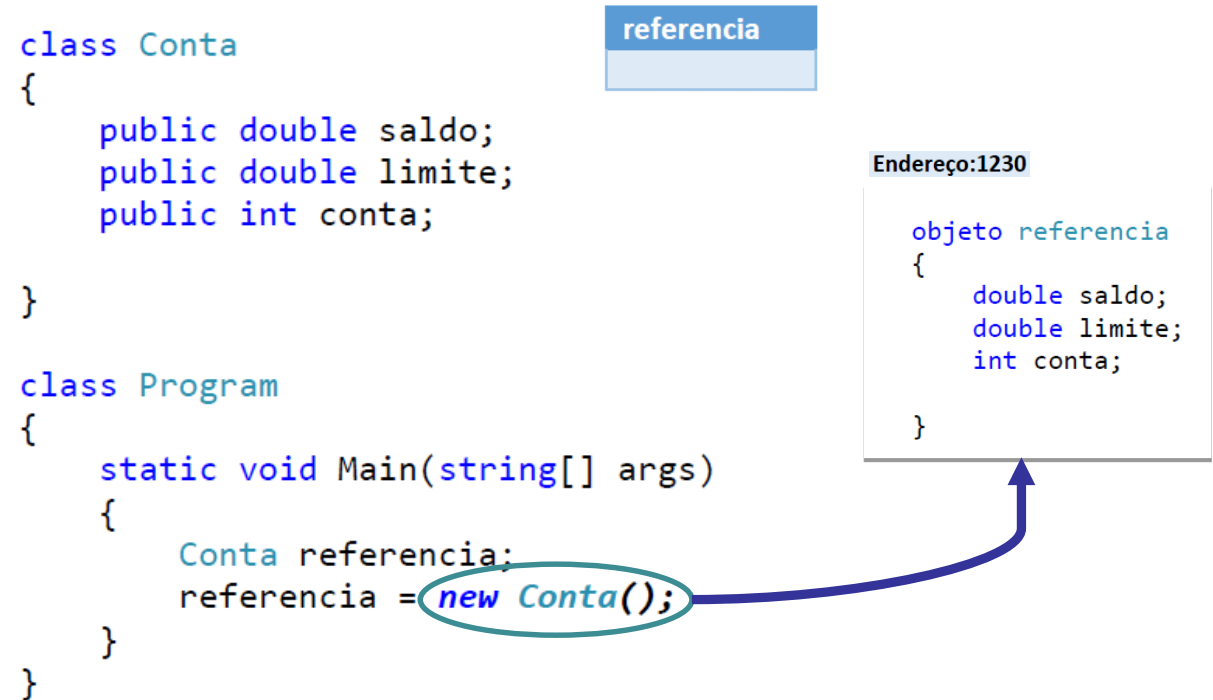 class Conta
{
    public double saldo;
    public double limite;
    public int conta;
}
class Program
{
    static void Main(string[] args)
    {
        Conta referencia;
        referencia = new Conta();
    }
}
referencia
Endereço:1230
objeto referencia
{
    double saldo;
    double limite;
    int conta;
}